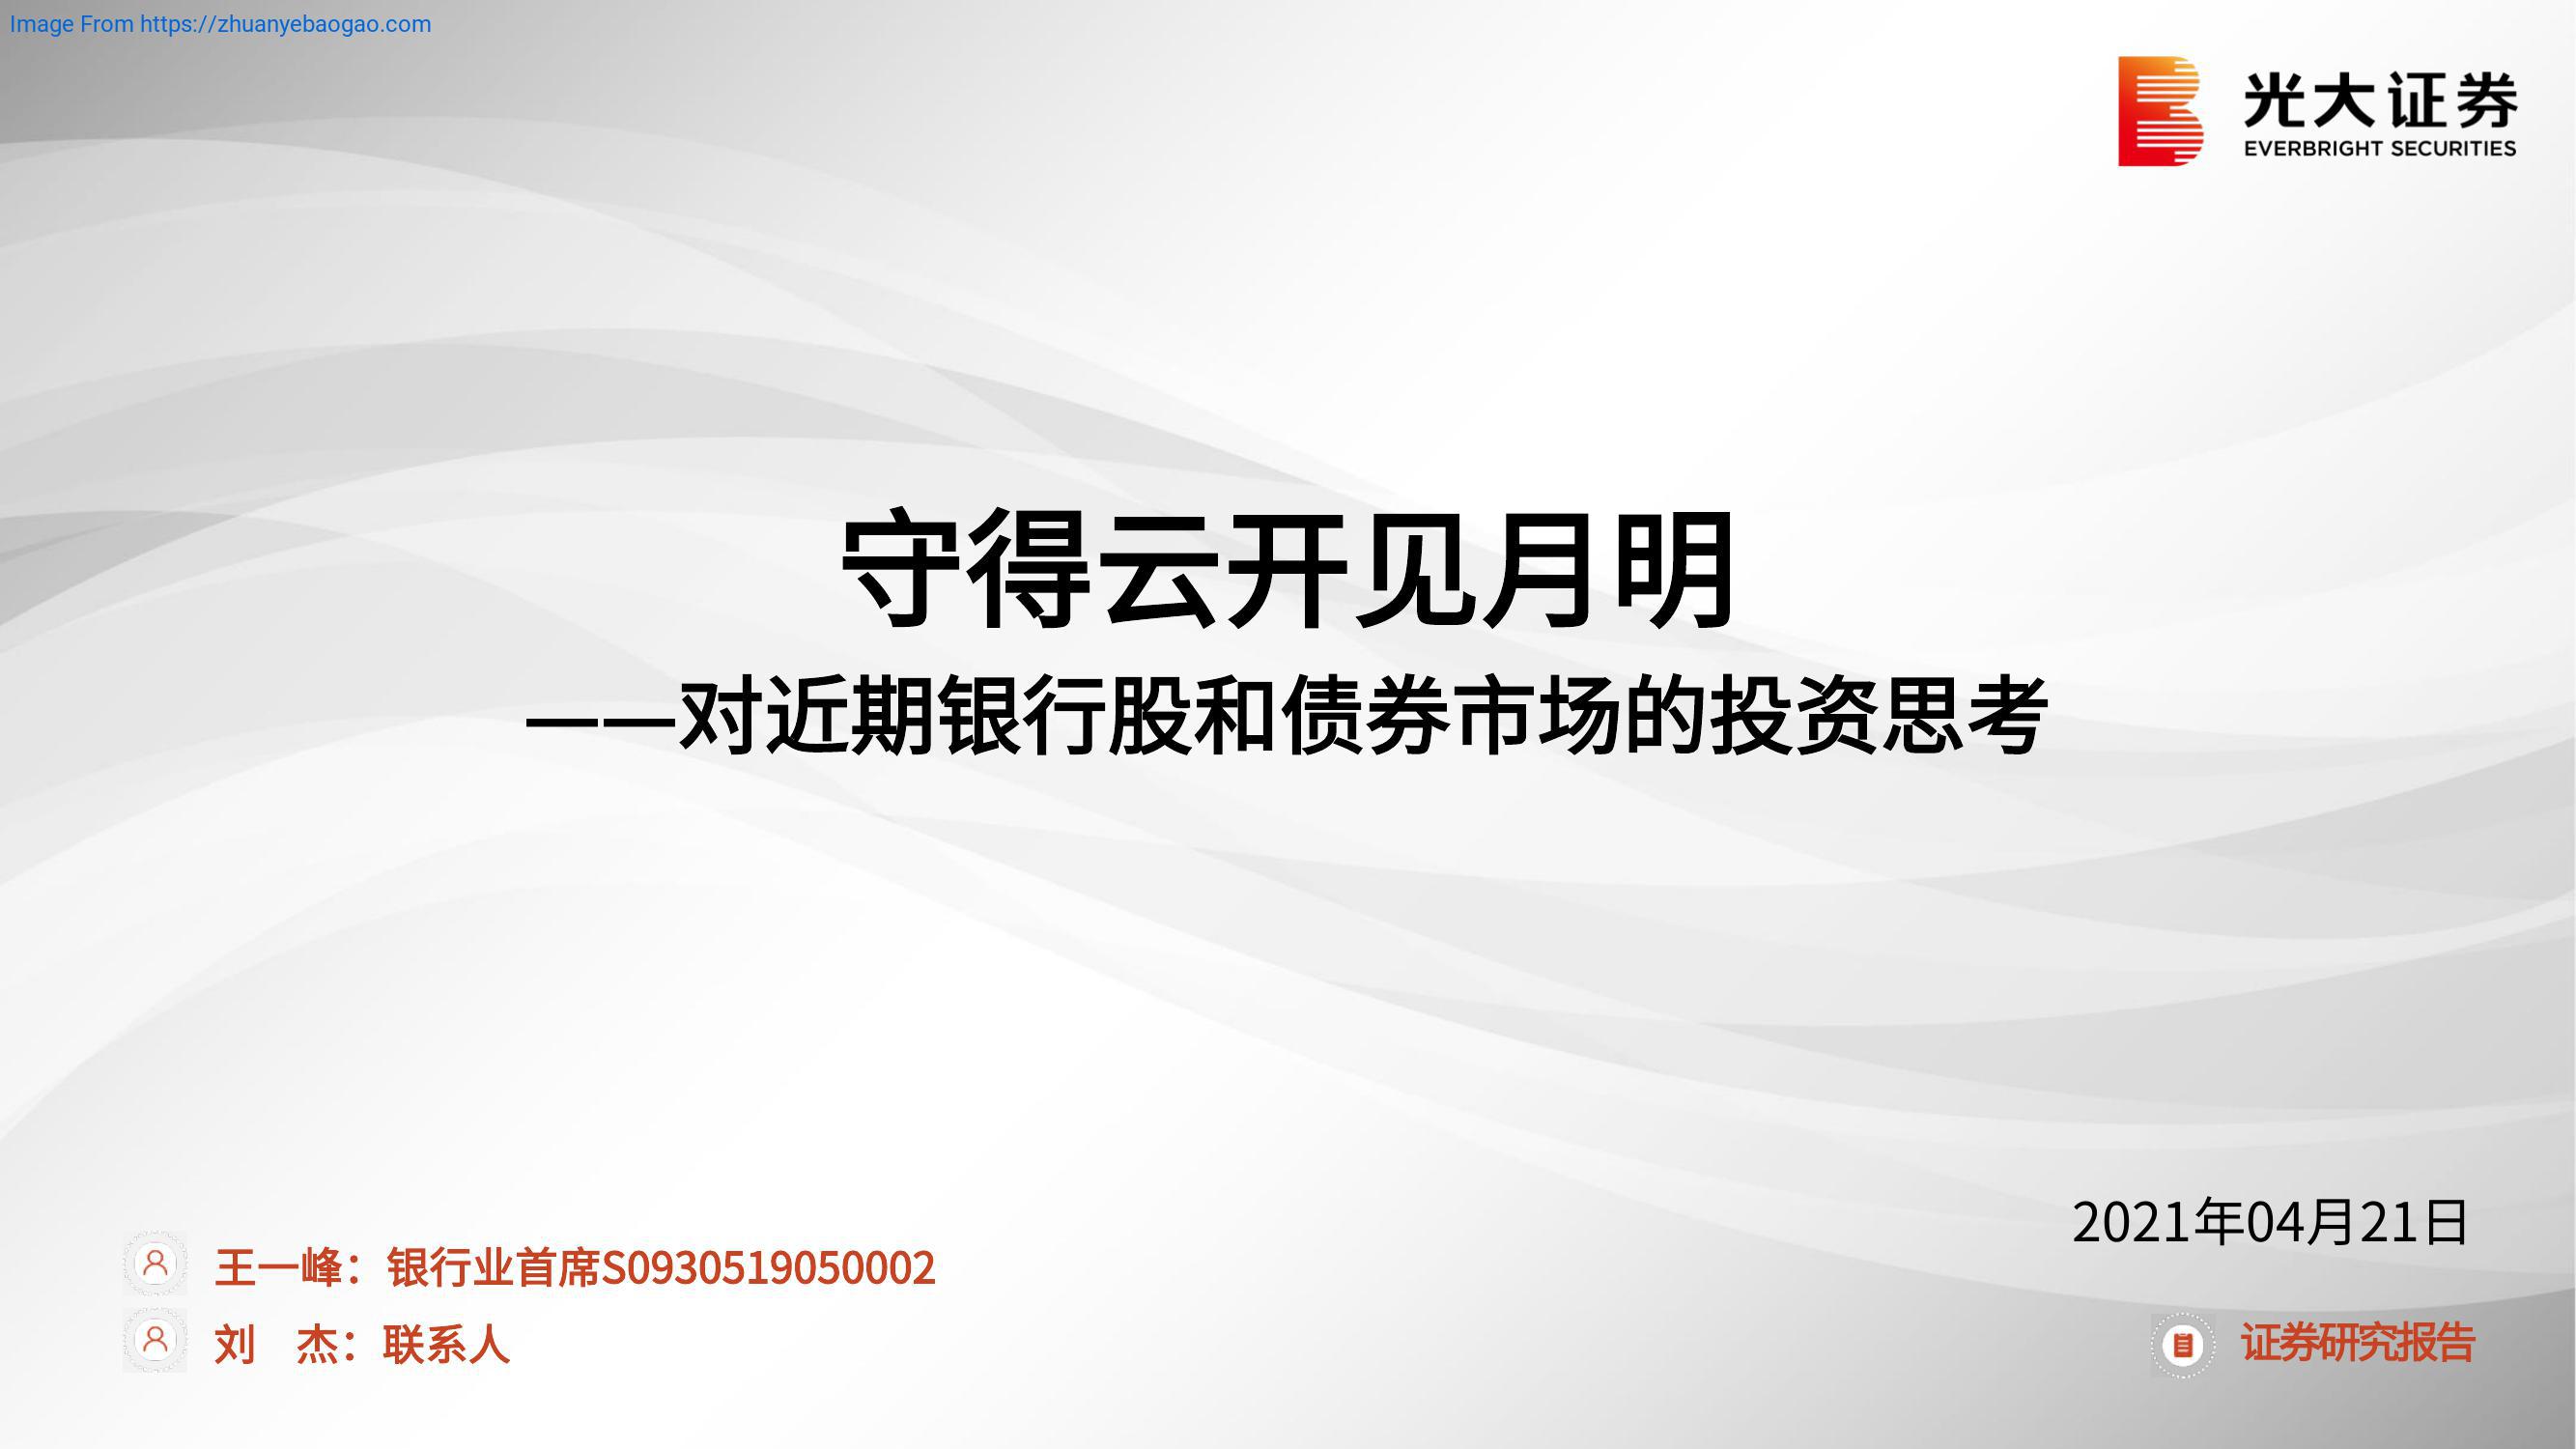 Image From https://zhuanyebaogao.com
光大证券
EVERBRIGHT SECURITIES
守得云开见月明
——对近期银行股和债券市场的投资思考
2021年04月21日
王一峰：银行业首席S0930519050002
刘　杰：联系人
证券研究报告